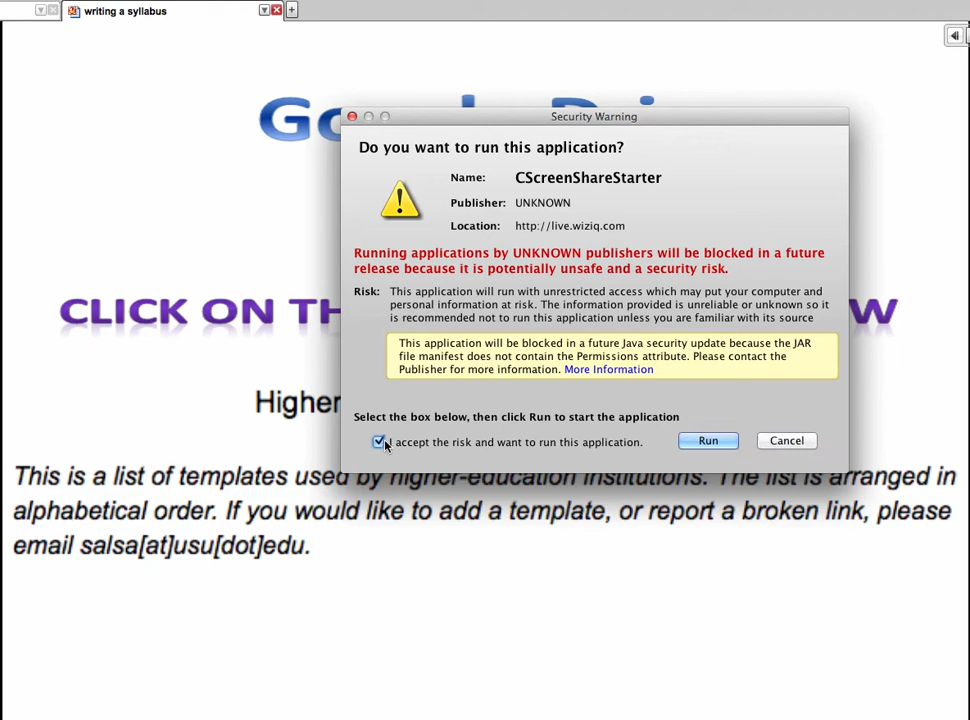 writing a syllabus
Security Warning
Do you want to run this application?
Name: CScreenShareStarter
Publisher: UNKNOWN
Location: http://live.wiziq.com
Running applications by UNKNOWN publishers will be blocked in a future
release because it is potentially unsafe and a security risk.
Risk: This application will run with unrestricted access which may put your computer and
personal information at risk. The information provided is unreliable or unknown so it
is recommended not to run this application unless you are familiar with its source
This application will be blocked in a future Java security update because the JAR
file manifest does not contain the Permissions attribute. Please contact the
Publisher for more information. More Information
Select the box below, then click Run to start the application
I accept the risk and want to run this application. Run Cancel
CLICK ON
Higher
This is a list of templates used by higher-education institutions. The list is arranged in
alphabetical order. If you would like to add a template, or report a broken link, please
email salsa[at]usu[dot]edu.